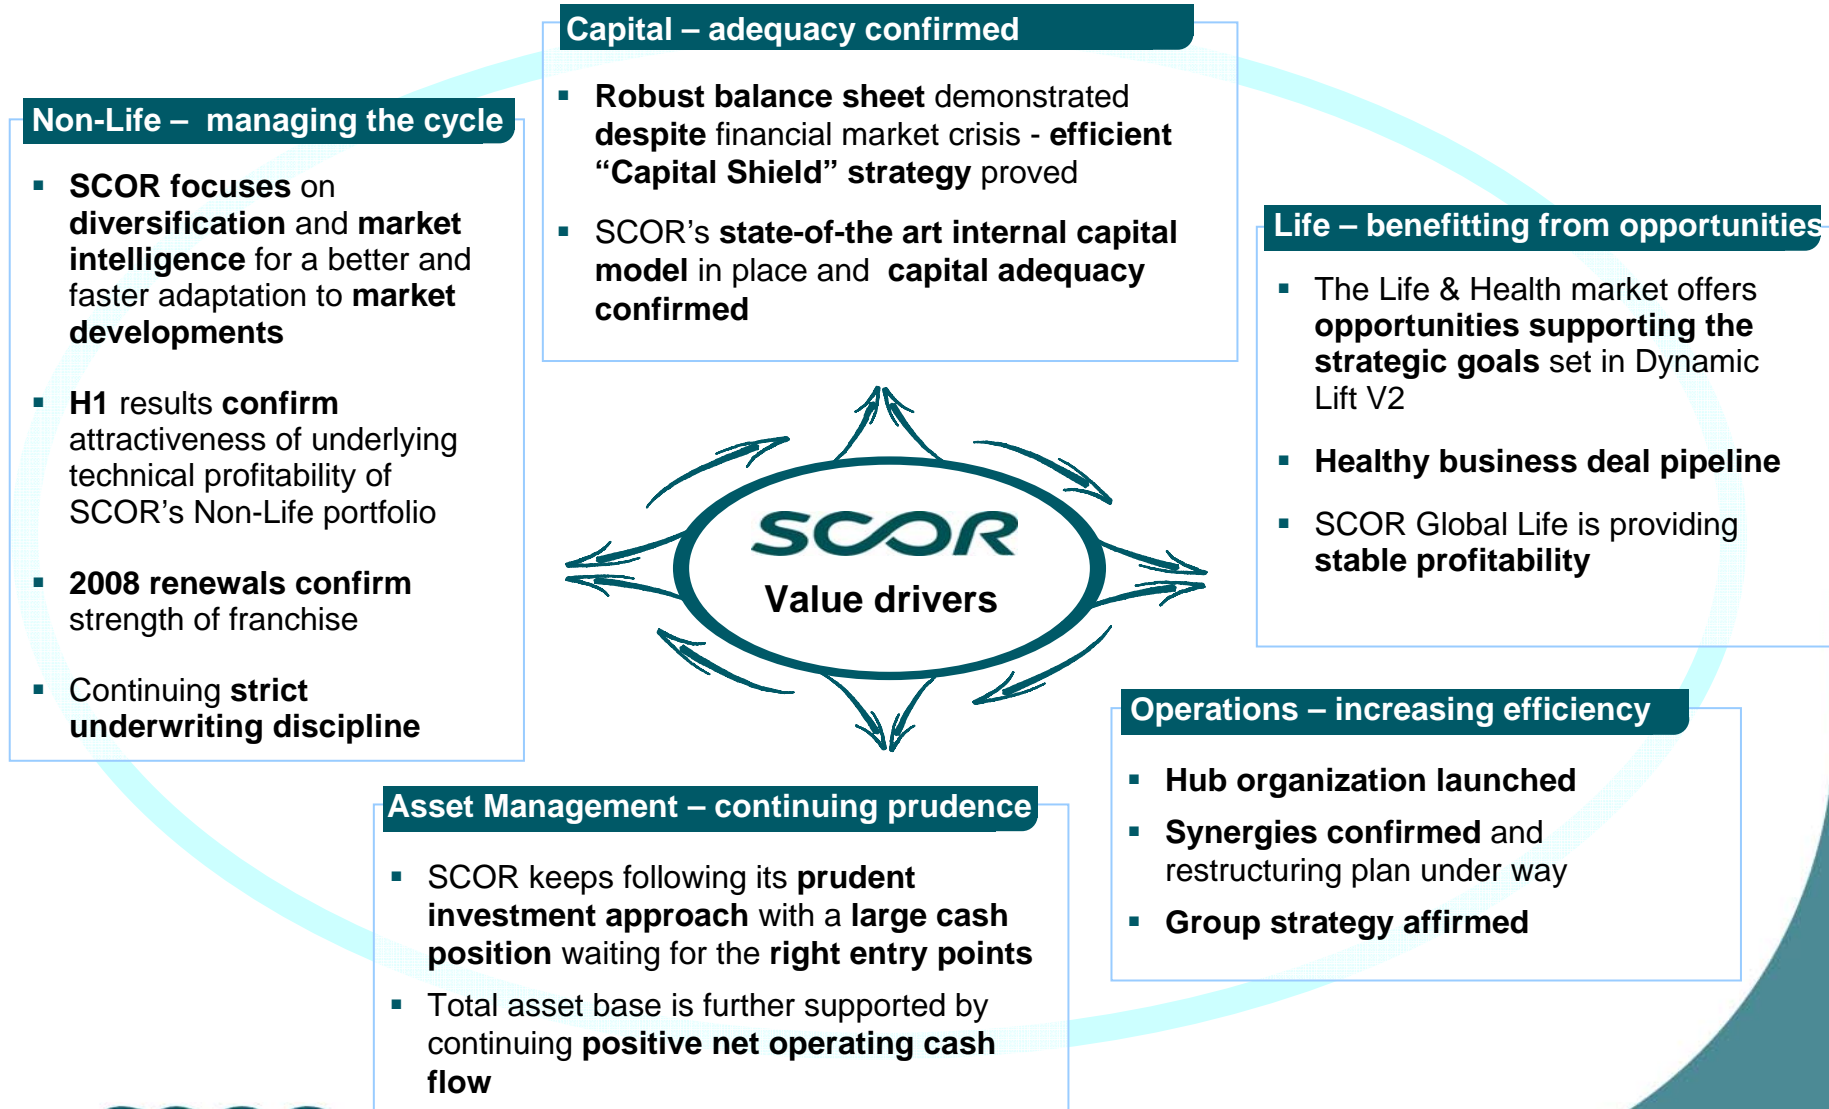 Capital – adequacy confirmed
▪ Robust balance sheet demonstrated
despite financial market crisis - efficient
“Capital Shield” strategy proved
▪ SCOR’s state-of-the art internal capital
model in place and capital adequacy
confirmed
Non-Life – managing the cycle
▪ SCOR focuses on
diversification and market
intelligence for a better and
faster adaptation to market
developments
▪ H1 results confirm
attractiveness of underlying
technical profitability of
SCOR’s Non-Life portfolio
▪ 2008 renewals confirm
strength of franchise
▪ Continuing strict
underwriting discipline
Life – benefitting from opportunities
▪ The Life & Health market offers
opportunities supporting the
strategic goals set in Dynamic
Lift V2
▪ Healthy business deal pipeline
▪ SCOR Global Life is providing
stable profitability
SCOR
Value drivers
Operations – increasing efficiency
▪ Hub organization launched
▪ Synergies confirmed and
restructuring plan under way
▪ Group strategy affirmed
Asset Management – continuing prudence
▪ SCOR keeps following its prudent
investment approach with a large cash
position waiting for the right entry points
▪ Total asset base is further supported by
continuing positive net operating cash
flow